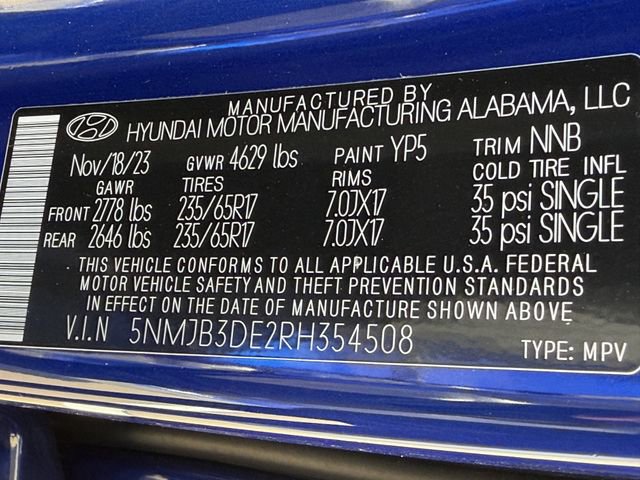 MANUFACTURED BY
HYUNDAI MOTOR MANUFACTURING ALABAMA, LLC
Nov/18/23 GVWR 4629 lbs PAINT YP5 TRIM NNB
GAWR TIRES RIMS COLD TIRE INFL
FRONT 2778 lbs 235/65R17 7.0JX17 35 psi SINGLE
REAR 2646 lbs 235/65R17 7.0JX17 35 psi SINGLE
THIS VEHICLE CONFORMS TO ALL APPLICABLE U.S.A. FEDERAL
MOTOR VEHICLE SAFETY AND THEFT PREVENTION STANDARDS
IN EFFECT ON THE DATE OF MANUFACTURE SHOWN ABOVE.
V.I.N 5NMJB3DE2RH354508 TYPE: MPV